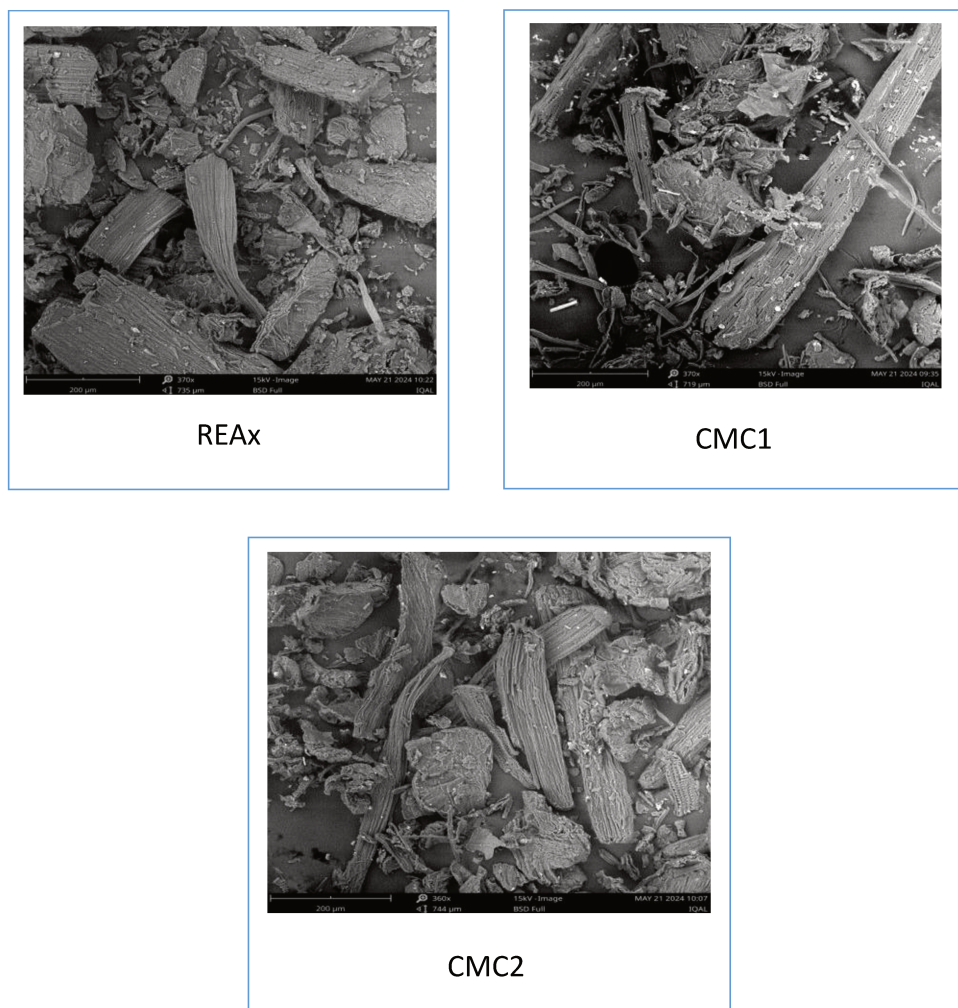 200 µm
370x
735 µm
15kV -Image
BSD Full
MAY 21 2024 10:22
IQAL
REAx
200 µm
370x
719 µm
15kV -Image
BSD Full
MAY 21 2024 09:35
IQAL
CMC1
200 µm
360x
744 µm
15kV -Image
BSD Full
MAY 21 2024 10:07
IQAL
CMC2